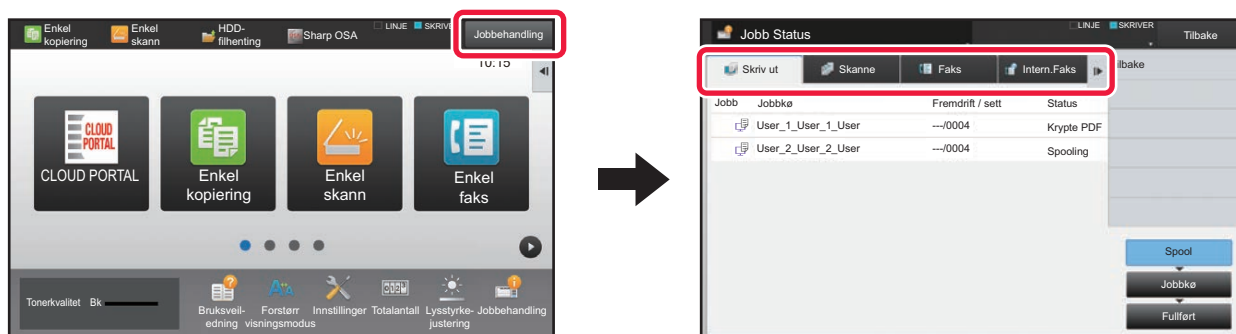 Enkel
kopiering
Enkel
skann
HDD-
filhenting
Sharp OSA
LINJE
SKRIVER
Jobbehandling
10:15
CLOUD
PORTAL
CLOUD PORTAL
Enkel
kopiering
Enkel
skann
Enkel
faks
Tonerkvalitet Bk
Bruksveil-
edning
Forstørr
visningsmodus
Innstillinger
Totalantall
Lysstyrke-
justering
Jobbehandling
Jobb Status
LINJE
SKRIVER
Tilbake
Skriv ut
Skanne
Faks
Intern.Faks
ilbake
Jobb Jobbkø Fremdrift / sett Status
User_1_User_1_User ---/0004 Krypte PDF
User_2_User_2_User ---/0004 Spooling
Spool
Jobbkø
Fullført